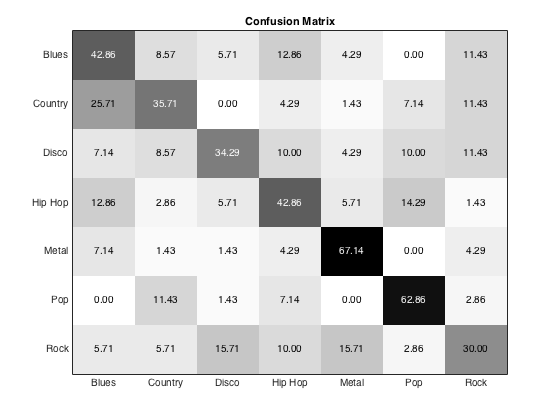 Confusion Matrix
Blues 42.86 8.57 5.71 12.86 4.29 0.00 11.43
Country 25.71 35.71 0.00 4.29 1.43 7.14 11.43
Disco 7.14 8.57 34.29 10.00 4.29 10.00 11.43
Hip Hop 12.86 2.86 5.71 42.86 5.71 14.29 1.43
Metal 7.14 1.43 1.43 4.29 67.14 0.00 4.29
Pop 0.00 11.43 1.43 7.14 0.00 62.86 2.86
Rock 5.71 5.71 15.71 10.00 15.71 2.86 30.00
Blues Country Disco Hip Hop Metal Pop Rock